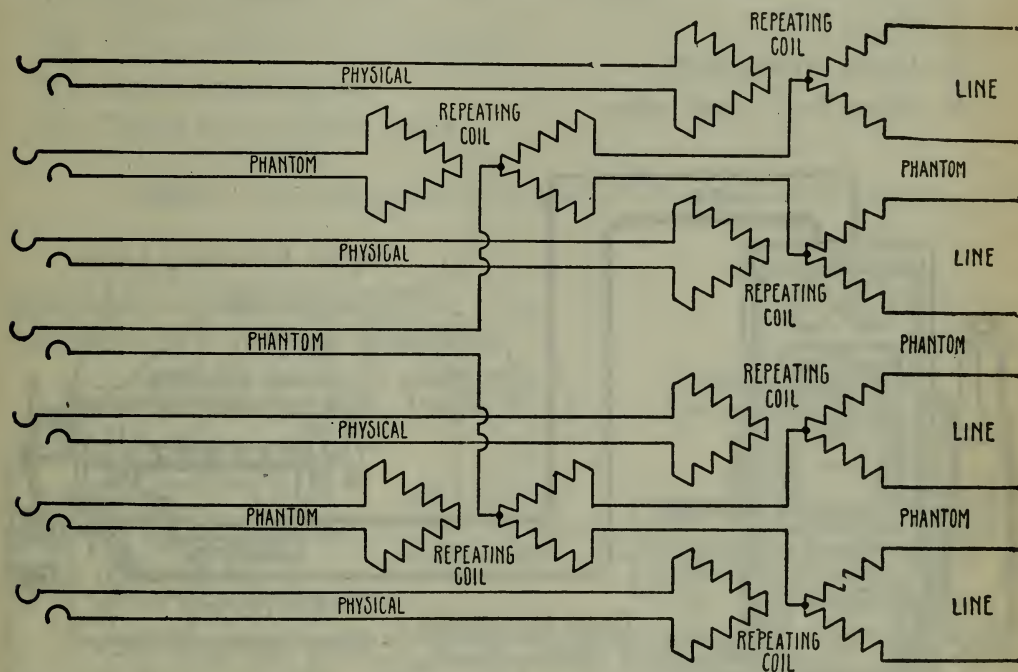 REPEATING
COIL
PHYSICAL
LINE
REPEATING
COIL
PHANTOM
PHANTOM
PHYSICAL
LINE
REPEATING
COIL
PHANTOM
PHANTOM
REPEATING
COIL
PHYSICAL
LINE
PHANTOM
PHANTOM
REPEATING
COIL
PHYSICAL
LINE
REPEATING
COIL